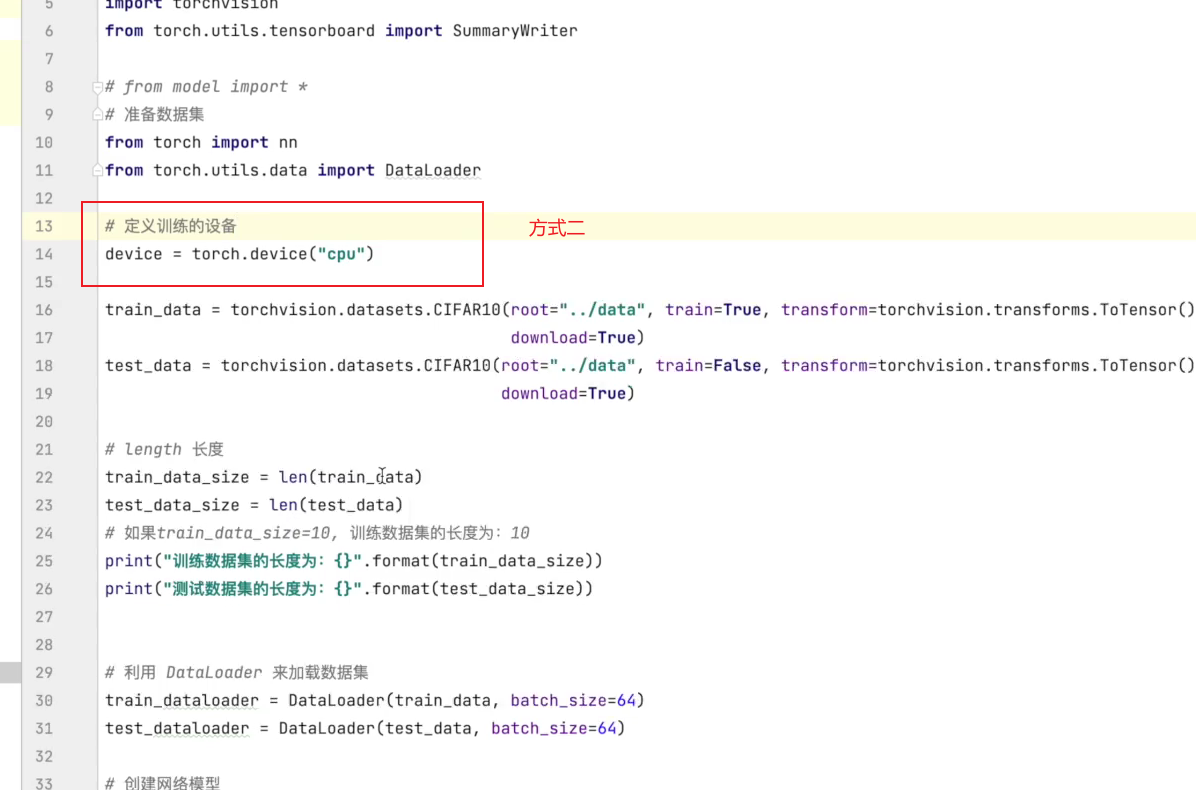 5 import torchvision
6 from torch.utils.tensorboard import SummaryWriter
7
8 # from model import *
9 # 准备数据集
10 from torch import nn
11 from torch.utils.data import DataLoader
12
13 # 定义训练的设备 方式二
14 device = torch.device("cpu")
15
16 train_data = torchvision.datasets.CIFAR10(root="../data", train=True, transform=torchvision.transforms.ToTensor()
17 download=True)
18 test_data = torchvision.datasets.CIFAR10(root="../data", train=False, transform=torchvision.transforms.ToTensor()
19 download=True)
20
21 # length 长度
22 train_data_size = len(train_data)
23 test_data_size = len(test_data)
24 # 如果train_data_size=10, 训练数据集的长度为：10
25 print("训练数据集的长度为：{}".format(train_data_size))
26 print("测试数据集的长度为：{}".format(test_data_size))
27
28
29 # 利用 DataLoader 来加载数据集
30 train_dataloader = DataLoader(train_data, batch_size=64)
31 test_dataloader = DataLoader(test_data, batch_size=64)
32
33 # 创建网络模型